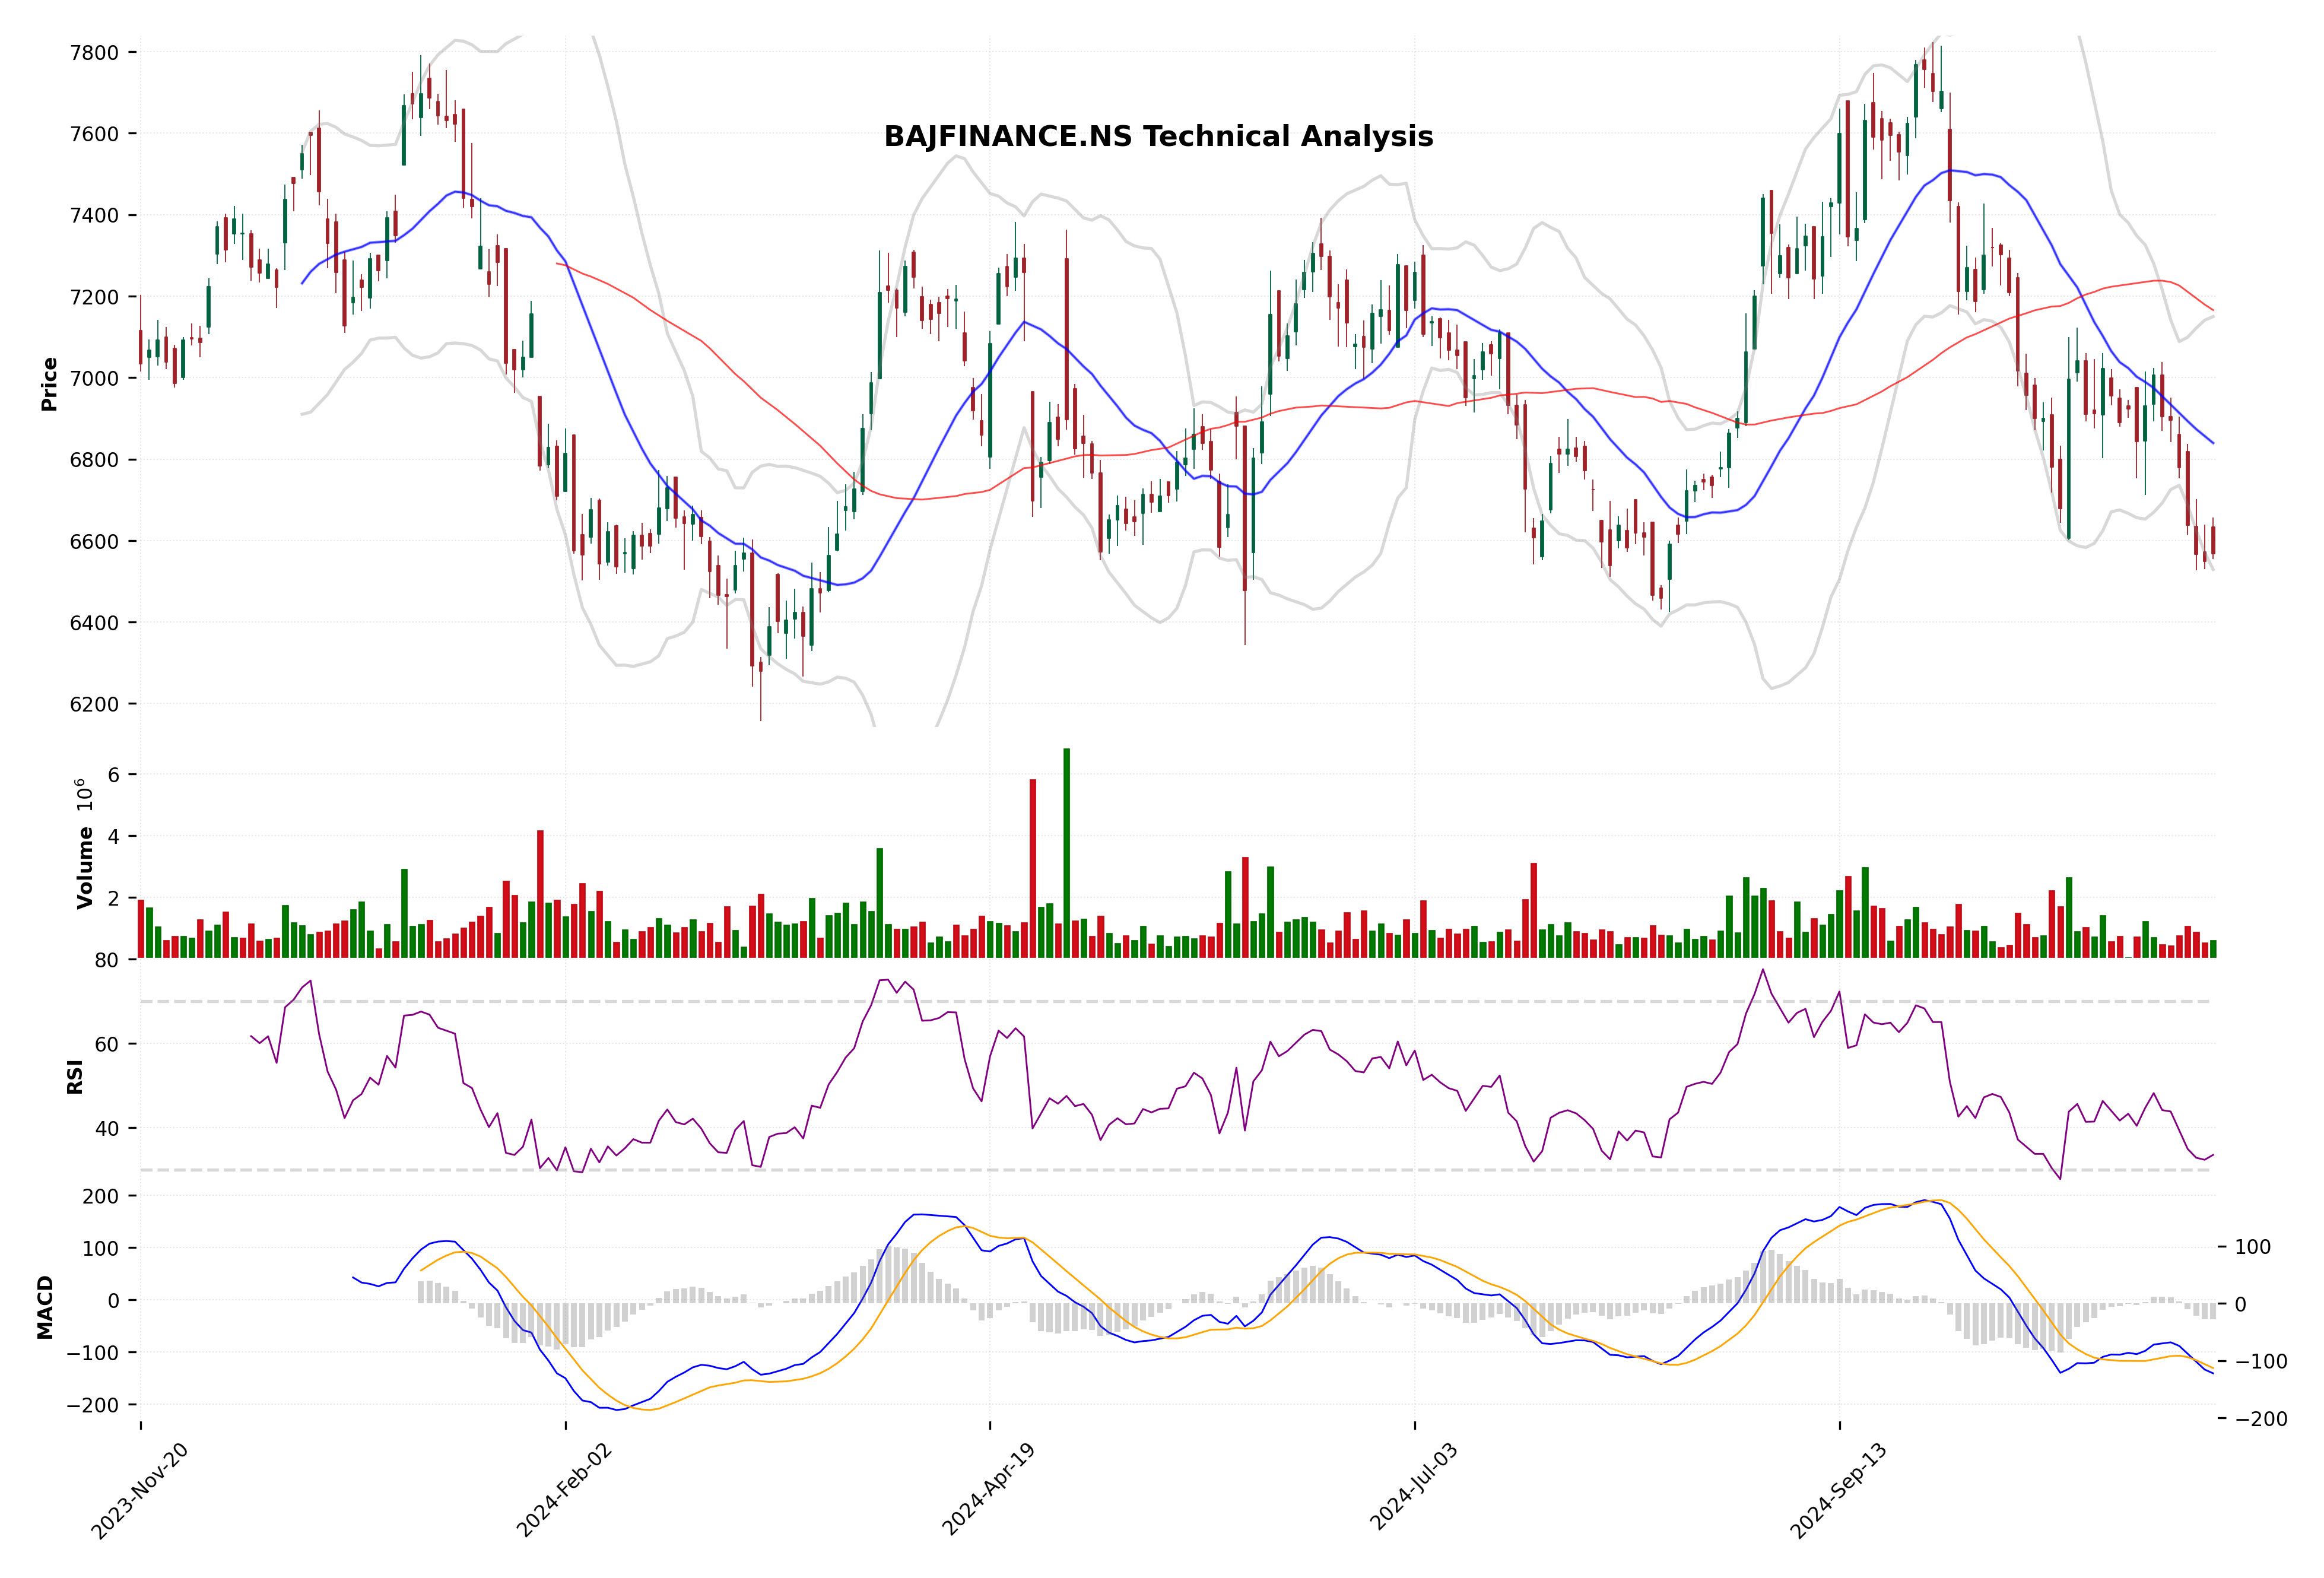 BAJFINANCE.NS Technical Analysis
Price
7800
7600
7400
7200
7000
6800
6600
6400
6200
Volume 10^6
6
4
2
80
RSI
60
40
MACD
200
100
0
−100
−200
100
0
−100
−200
2023-Nov-20
2024-Feb-02
2024-Apr-19
2024-Jul-03
2024-Sep-13